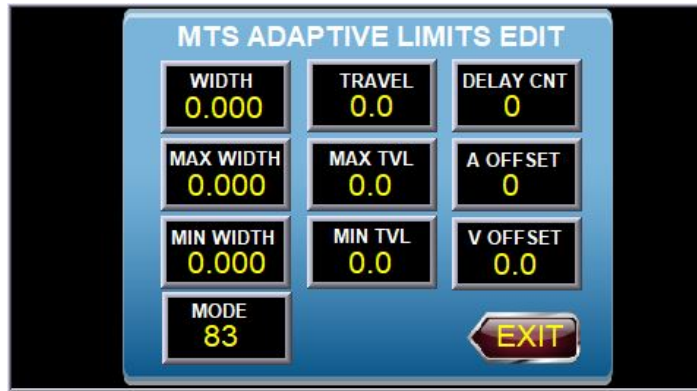 MTS ADAPTIVE LIMITS EDIT
WIDTH TRAVEL DELAY CNT
0.000 0.0 0
MAX WIDTH MAX TVL A OFFSET
0.000 0.0 0
MIN WIDTH MIN TVL V OFFSET
0.000 0.0 0.0
MODE
83
EXIT